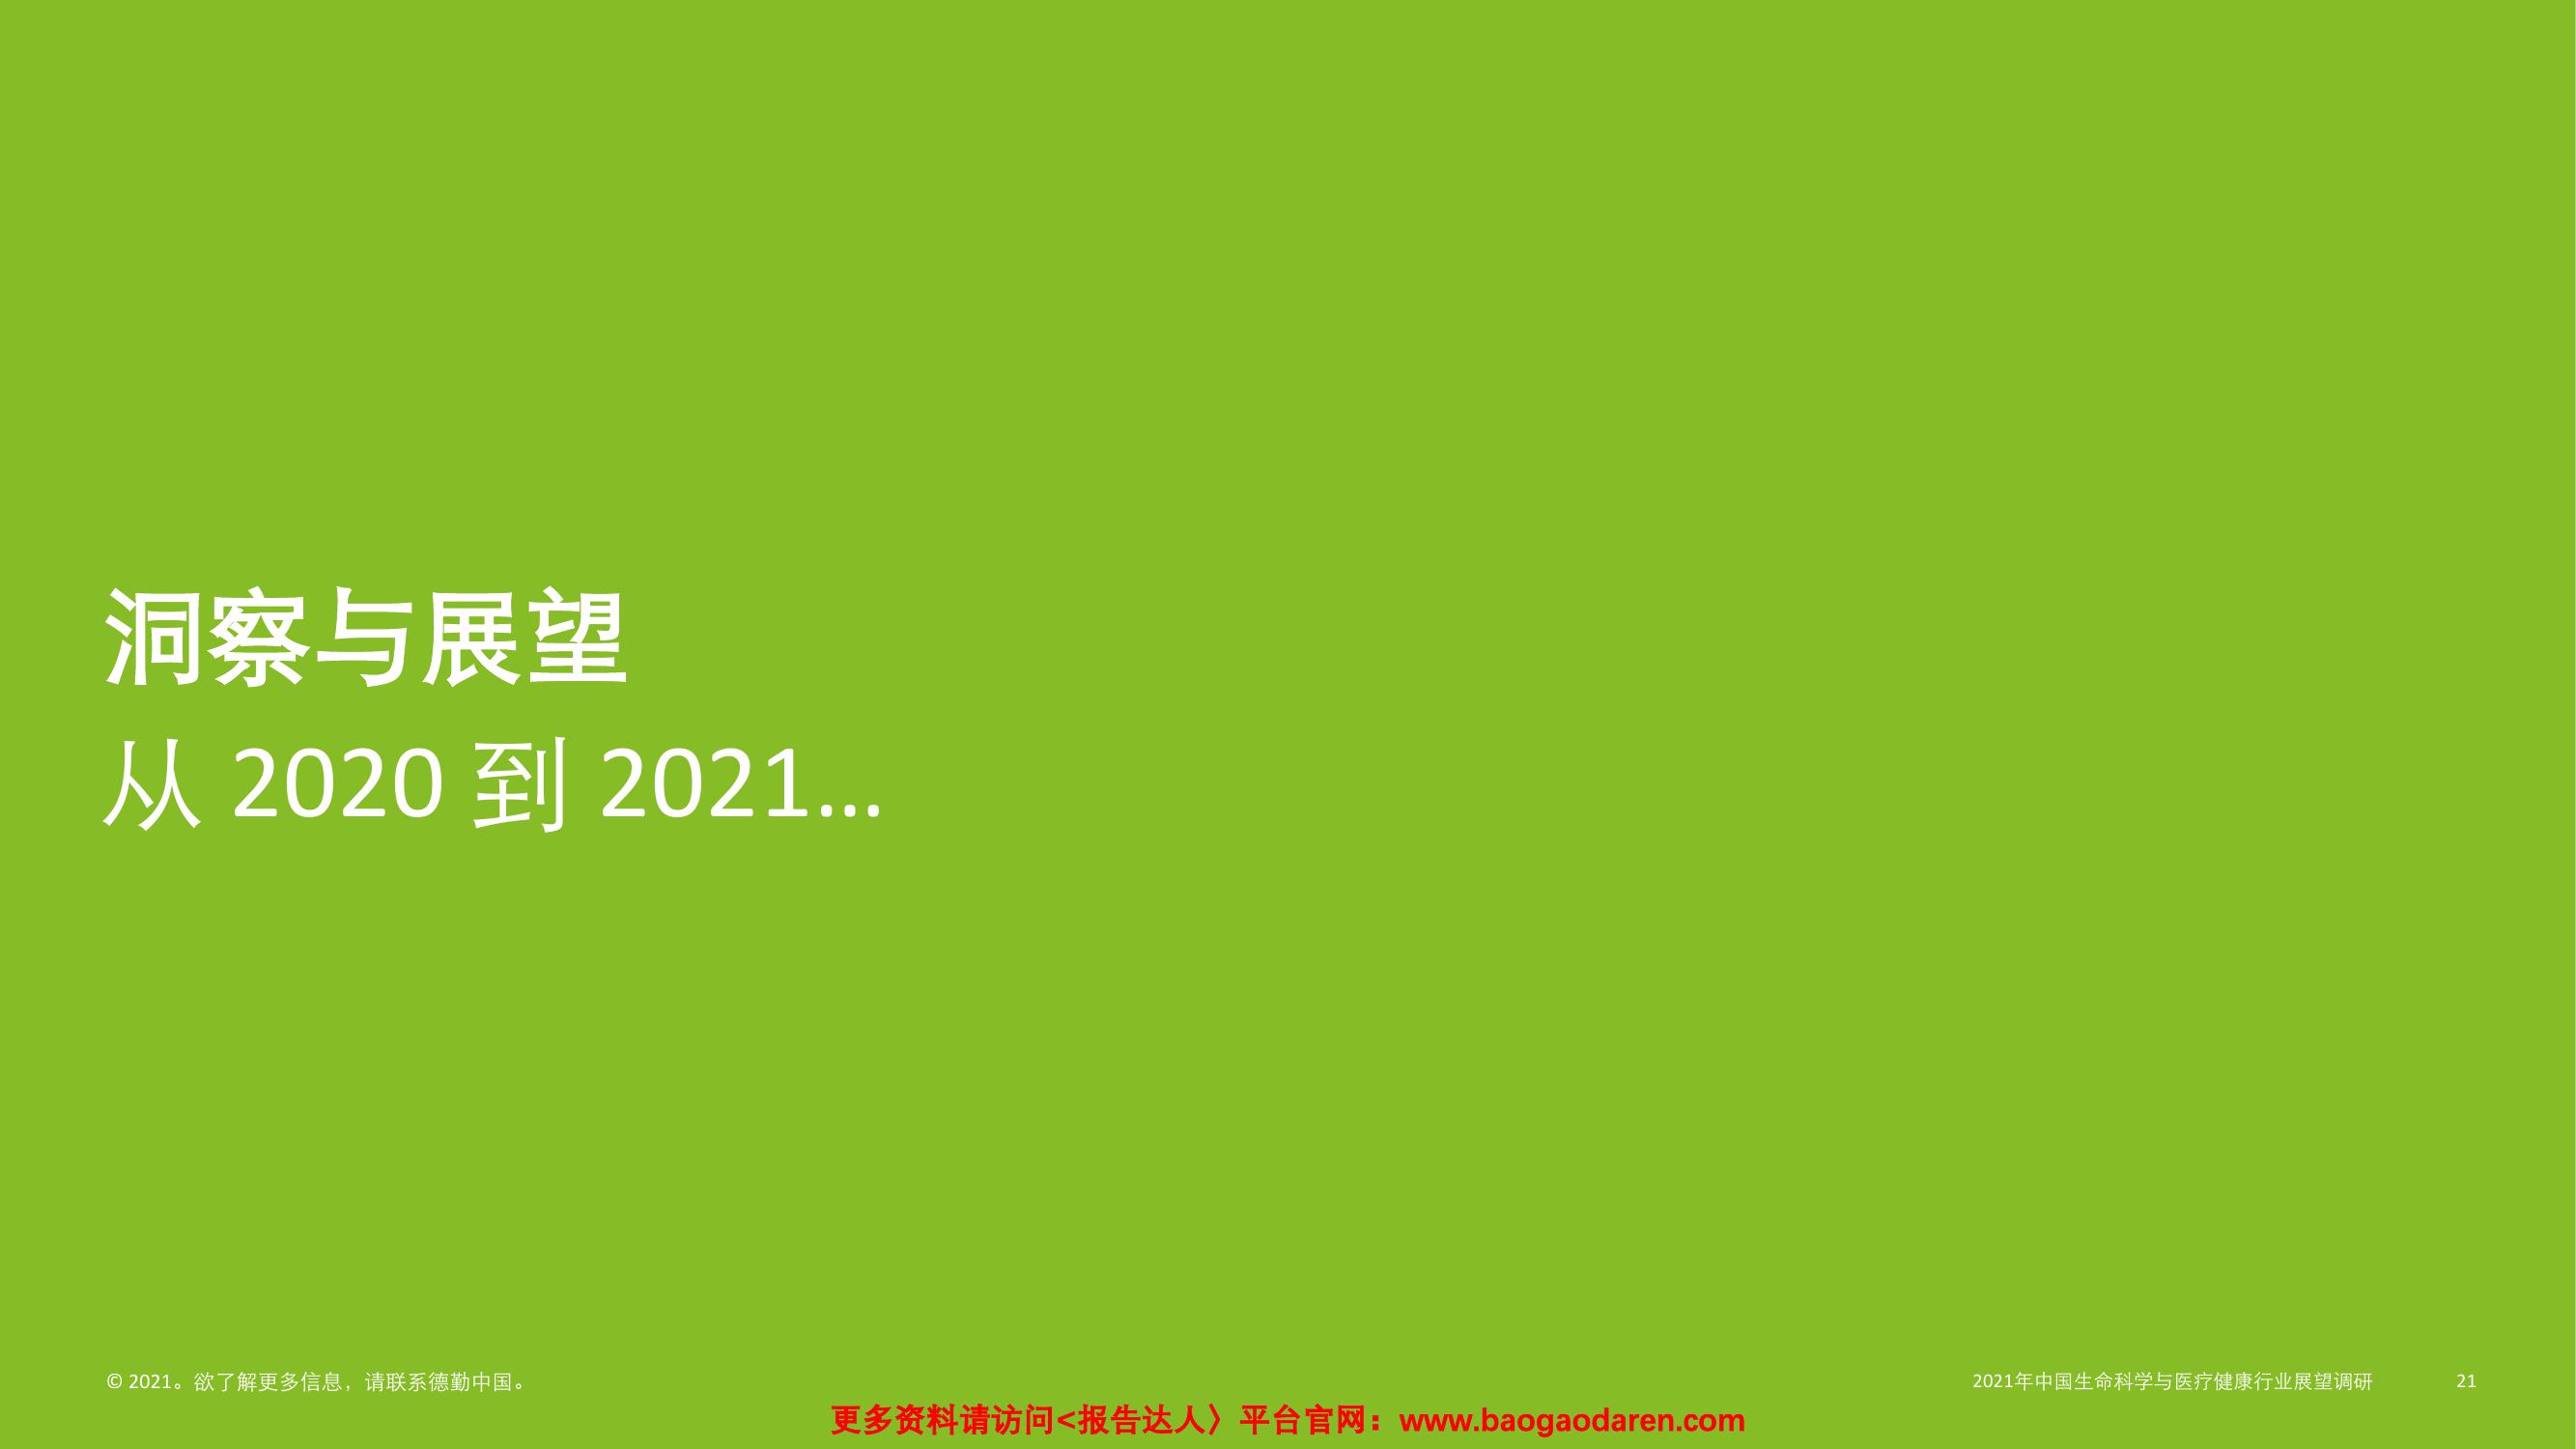 洞察与展望
从 2020 到 2021...
© 2021。欲了解更多信息，请联系德勤中国。
2021年中国生命科学与医疗健康行业展望调研
21
更多资料请访问<报告达人〉平台官网：www.baogaodaren.com